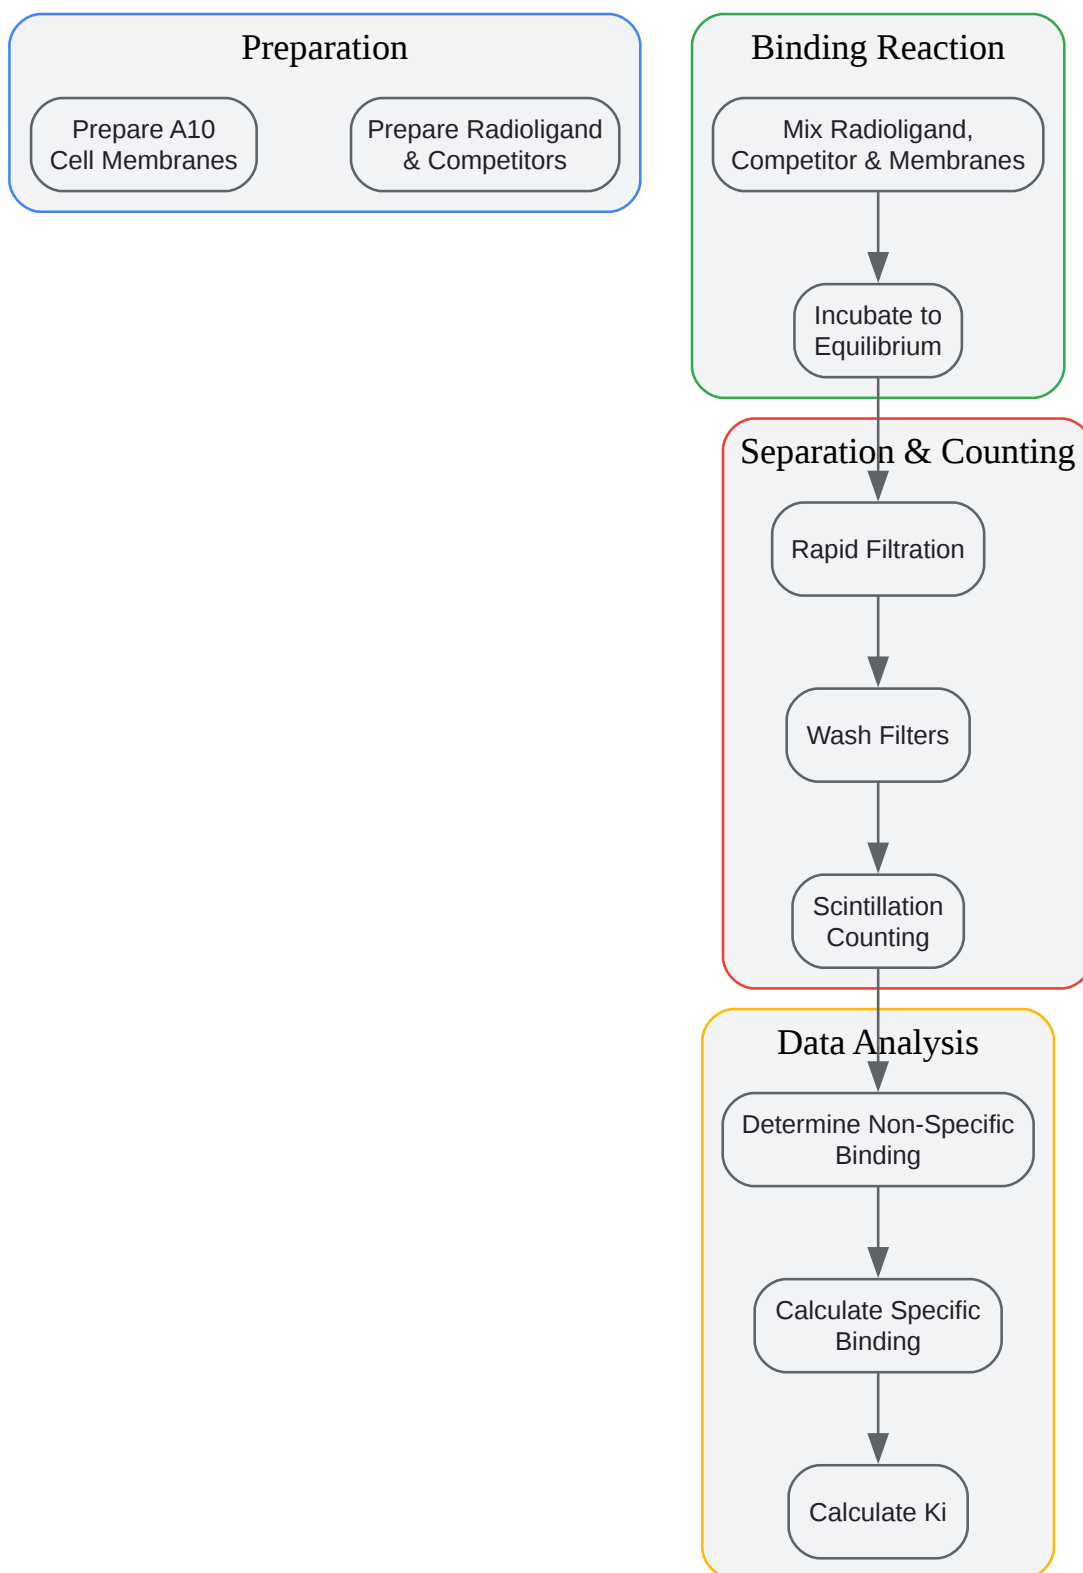 Preparation
Prepare A10
Cell Membranes
Prepare Radioligand
& Competitors
Binding Reaction
Mix Radioligand,
Competitor & Membranes
Incubate to
Equilibrium
Separation & Counting
Rapid Filtration
Wash Filters
Scintillation
Counting
Data Analysis
Determine Non-Specific
Binding
Calculate Specific
Binding
Calculate Ki